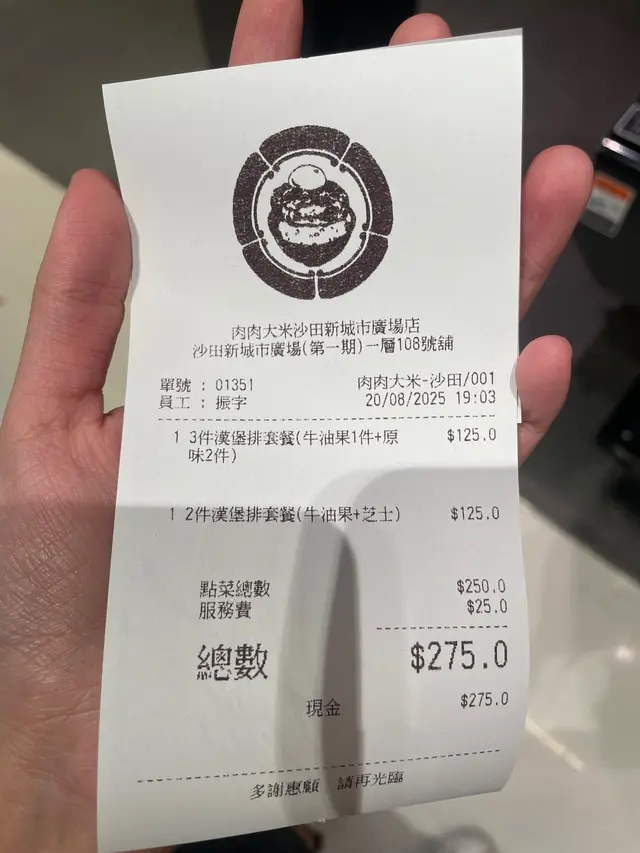 肉肉大米沙田新城市廣場店
沙田新城市廣場(第一期)一層108號舖
單號 : 01351 肉肉大米-沙田/001
員工 : 振宇 20/08/2025 19:03
1 3件漢堡排套餐(牛油果1件+原 $125.0
味2件)
1 2件漢堡排套餐(牛油果+芝士) $125.0
點菜總數 $250.0
服務費 $25.0
總數 $275.0
現金 $275.0
多謝惠顧 請再光臨